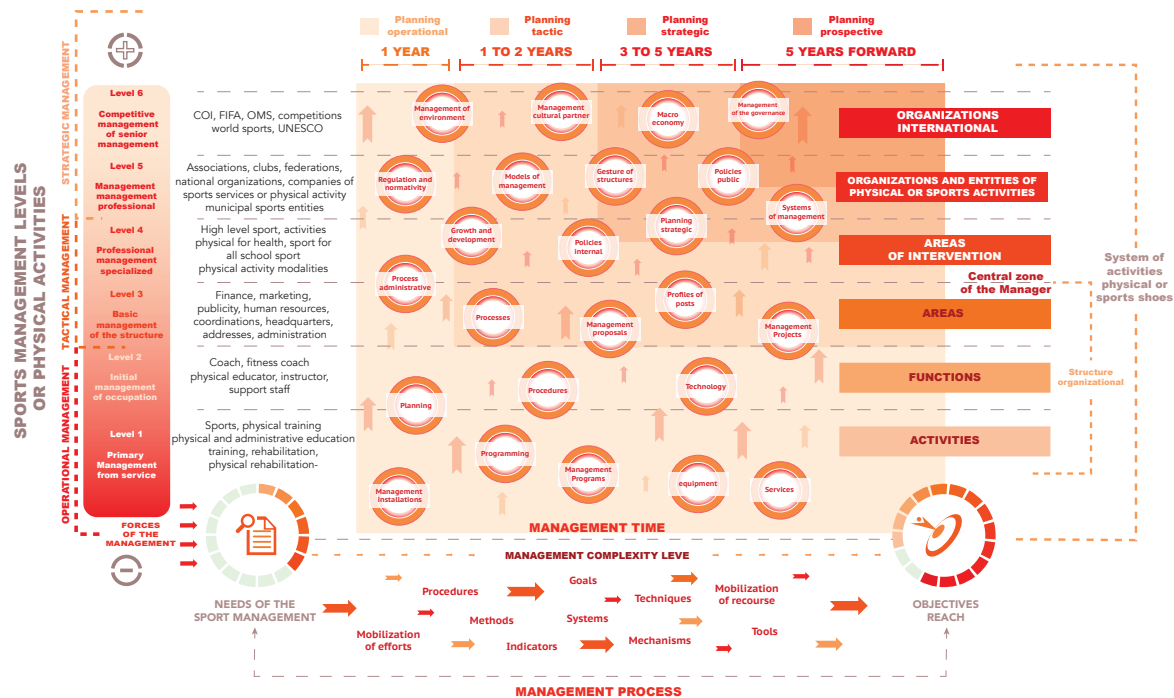 Planning
operational
Planning
tactic
Planning
strategic
Planning
prospective
1 YEAR
1 TO 2 YEARS
3 TO 5 YEARS
5 YEARS FORWARD
SPORTS MANAGEMENT LEVELS
OR PHYSICAL ACTIVITIES
STRATEGIC MANAGEMENT
TACTICAL MANAGEMENT
OPERATIONAL MANAGEMENT
Level 6
Competitive
management
of senior
management
Level 5
Management
professional
Level 4
Professional
management
specialized
Level 3
Basic
management
of the structure
Level 2
Initial
management
of occupation
Level 1
Primary
Management
from service
FORCES
OF THE
MANAGEMENT
COI, FIFA, OMS, competitions
world sports, UNESCO
Associations, clubs, federations,
national organizations, companies of
sports services or physical activity
municipal sports entities
High level sport, activities
physical for health, sport for
all school sport
physical activity modalities
Finance, marketing,
publicity, human resources,
coordinations, headquarters,
addresses, administration
Coach, fitness coach
physical educator, instructor,
support staff
Sports, physical training
physical and administrative education
training, rehabilitation,
physical rehabilitation-
Management of
environment
Management
cultural partner
Macro
economy
Management
of the governance
Regulation and
normativity
Models of
management
Gesture of
structures
Policies
public
Systems
of management
Growth and
development
Policies
internal
Planning
strategic
Process
administrative
Processes
Management
proposals
Profiles of
posts
Management
Projects
Planning
Procedures
Technology
Programming
Management
Programs
equipment
Services
Management
installations
ORGANIZATIONS
INTERNATIONAL
ORGANIZATIONS AND ENTITIES OF
PHYSICAL OR SPORTS ACTIVITIES
AREAS
OF INTERVENTION
Central zone
of the Manager
AREAS
FUNCTIONS
ACTIVITIES
System of
activities
physical or
sports shoes
Structure
organizational
MANAGEMENT TIME
MANAGEMENT COMPLEXITY LEVE
NEEDS OF THE
SPORT MANAGEMENT
Procedures
Goals
Techniques
Mobilization
of recourse
Methods
Systems
Mobilization
of efforts
Indicators
Mechanisms
Tools
OBJECTIVES
REACH
MANAGEMENT PROCESS